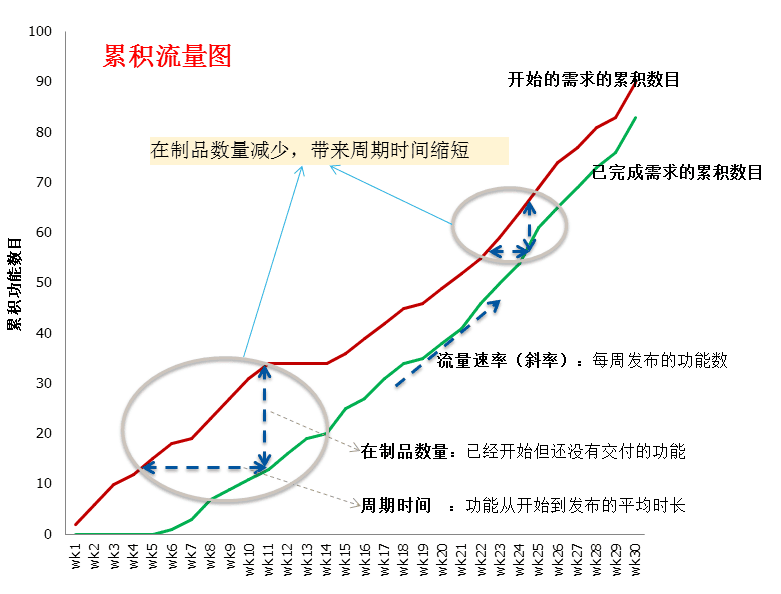 累积流量图
开始的需求的累积数目
在制品数量减少，带来周期时间缩短
已完成需求的累积数目
累积功能数目
流量速率（斜率）：每周发布的功能数
在制品数量：已经开始但还没有交付的功能
周期时间 ：功能从开始到发布的平均时长
100
90
80
70
60
50
40
30
20
10
0
wk1 wk2 wk3 wk4 wk5 wk6 wk7 wk8 wk9 wk10 wk11 wk12 wk13 wk14 wk15 wk16 wk17 wk18 wk19 wk20 wk21 wk22 wk23 wk24 wk25 wk26 wk27 wk28 wk29 wk30